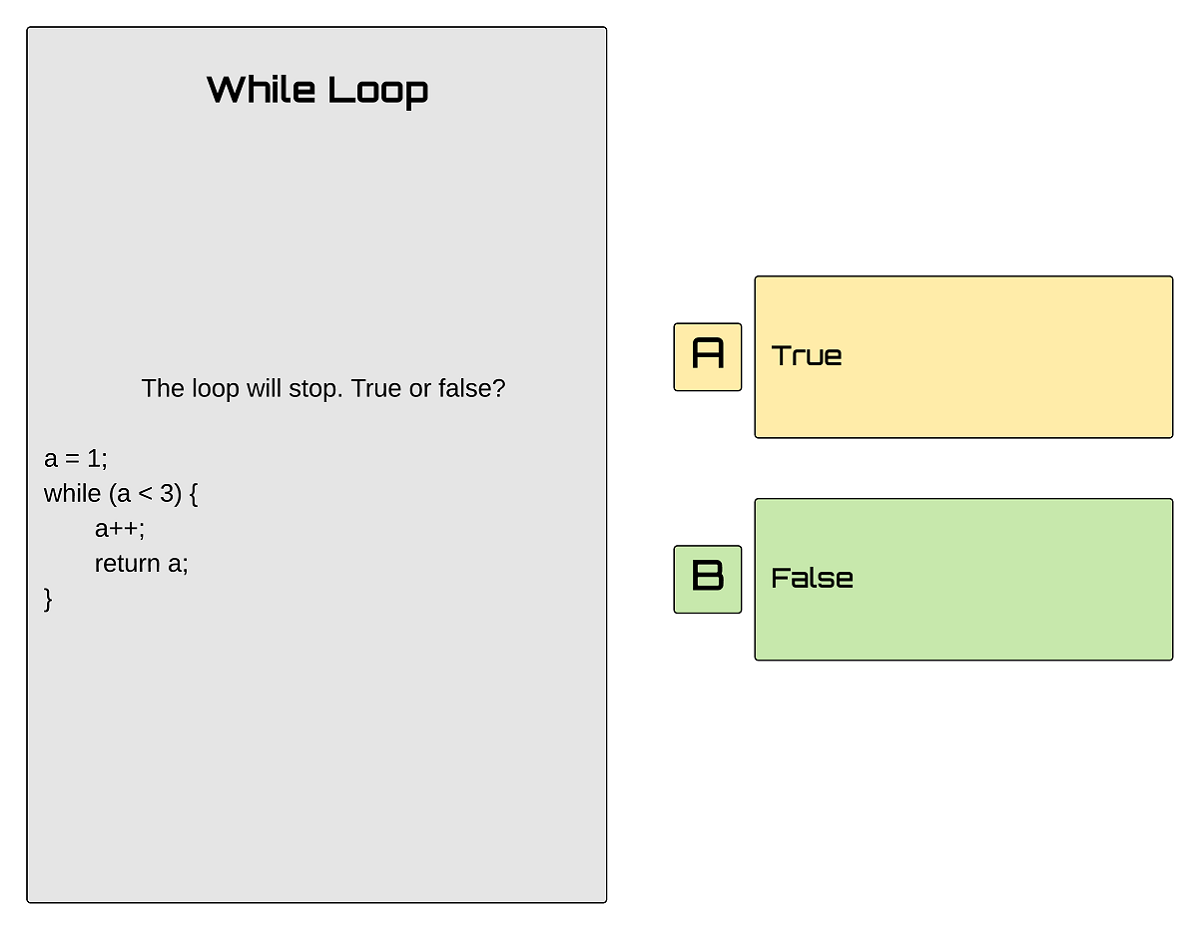 While Loop
The loop will stop. True or false?
a = 1;
while (a < 3) {
a++;
return a;
}
A
True
B
False